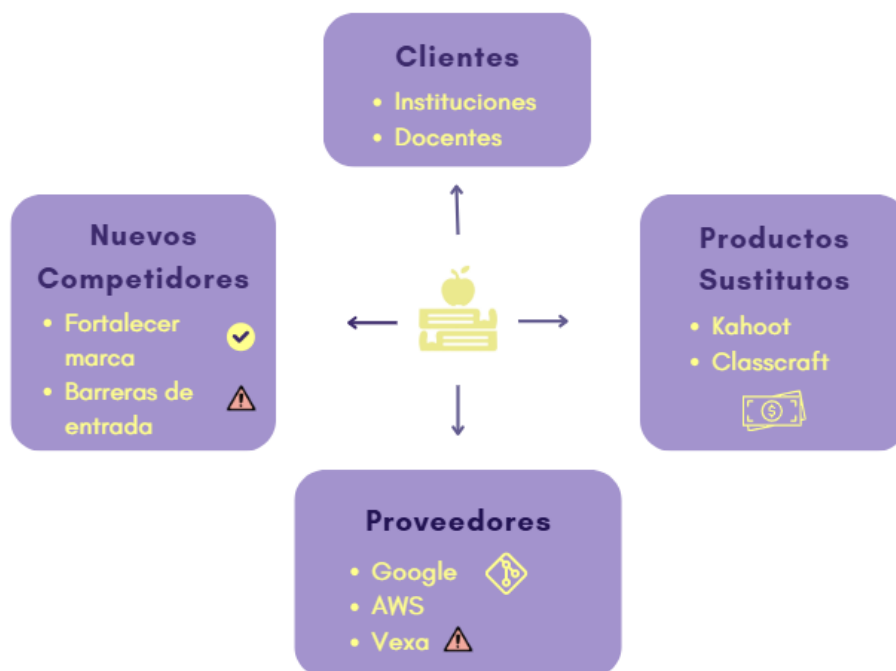 Clientes
• Instituciones
• Docentes
Nuevos
Competidores
• Fortalecer
marca
• Barreras de
entrada
Productos
Sustitutos
• Kahoot
• Classcraft
$
Proveedores
• Google
• AWS
• Vexa